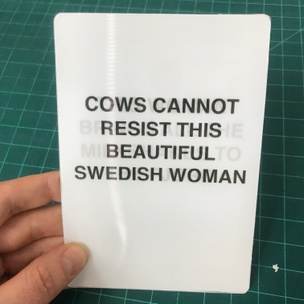 COWS CANNOT
RESIST THIS
BEAUTIFUL
SWEDISH WOMAN